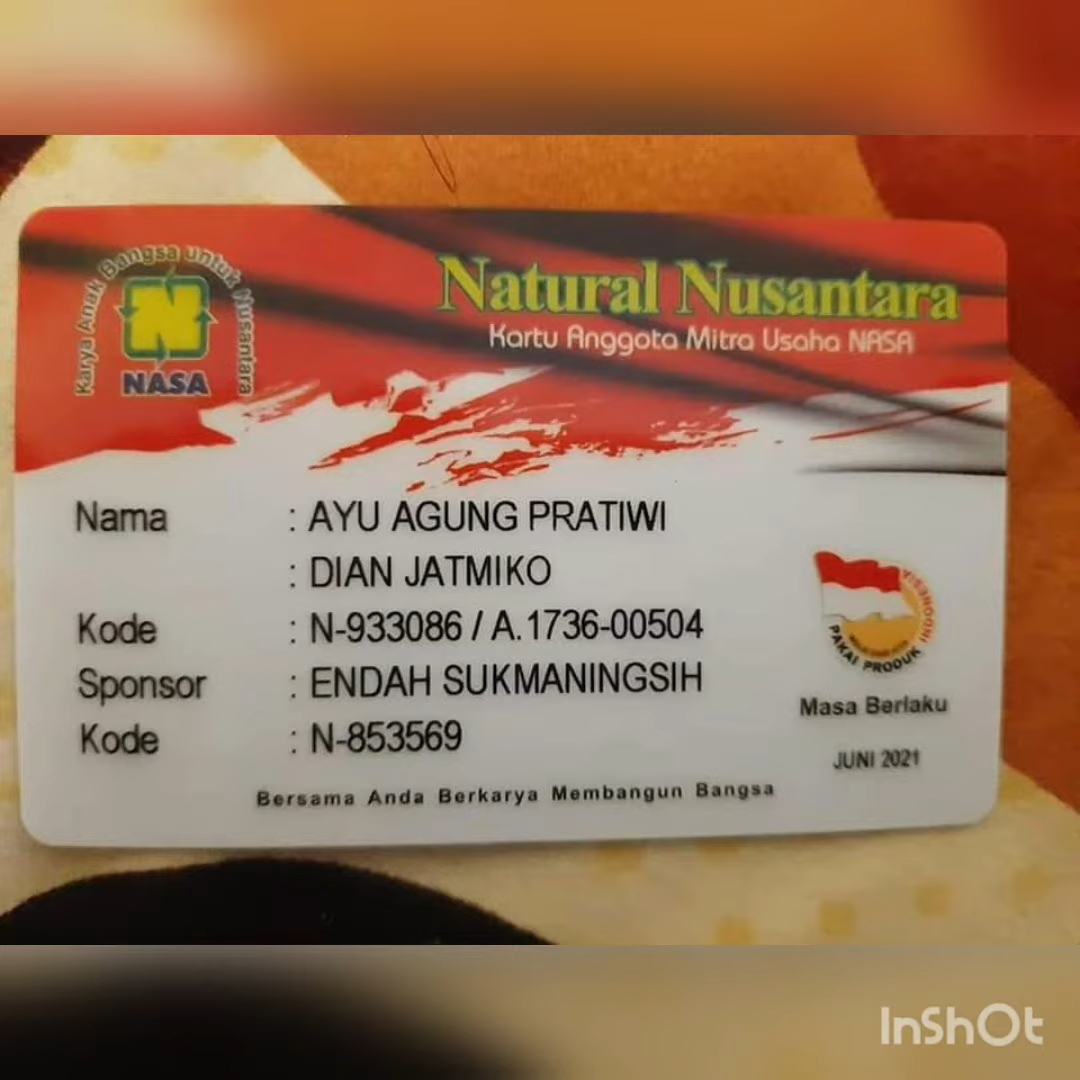 Karya Anak Bangsa untuk Nusantara
N
NASA
Natural Nusantara
Kartu Anggota Mitra Usaha NASA
Nama : AYU AGUNG PRATIWI
: DIAN JATMIKO
Kode : N-933086 / A.1736-00504
Sponsor : ENDAH SUKMANINGSIH
Kode : N-853569
INDONESIA
PAKAI PRODUK
Masa Berlaku
JUNI 2021
Bersama Anda Berkarya Membangun Bangsa
InShOt